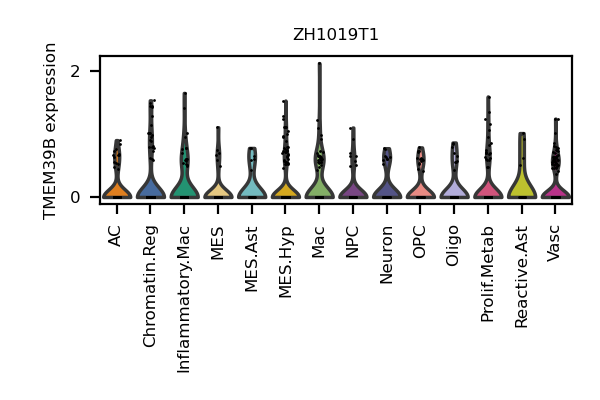 ZH1019T1
TMEM39B expression
2
0
AC
Chromatin.Reg
Inflammatory.Mac
MES
MES.Ast
MES.Hyp
Mac
NPC
Neuron
OPC
Oligo
Prolif.Metab
Reactive.Ast
Vasc